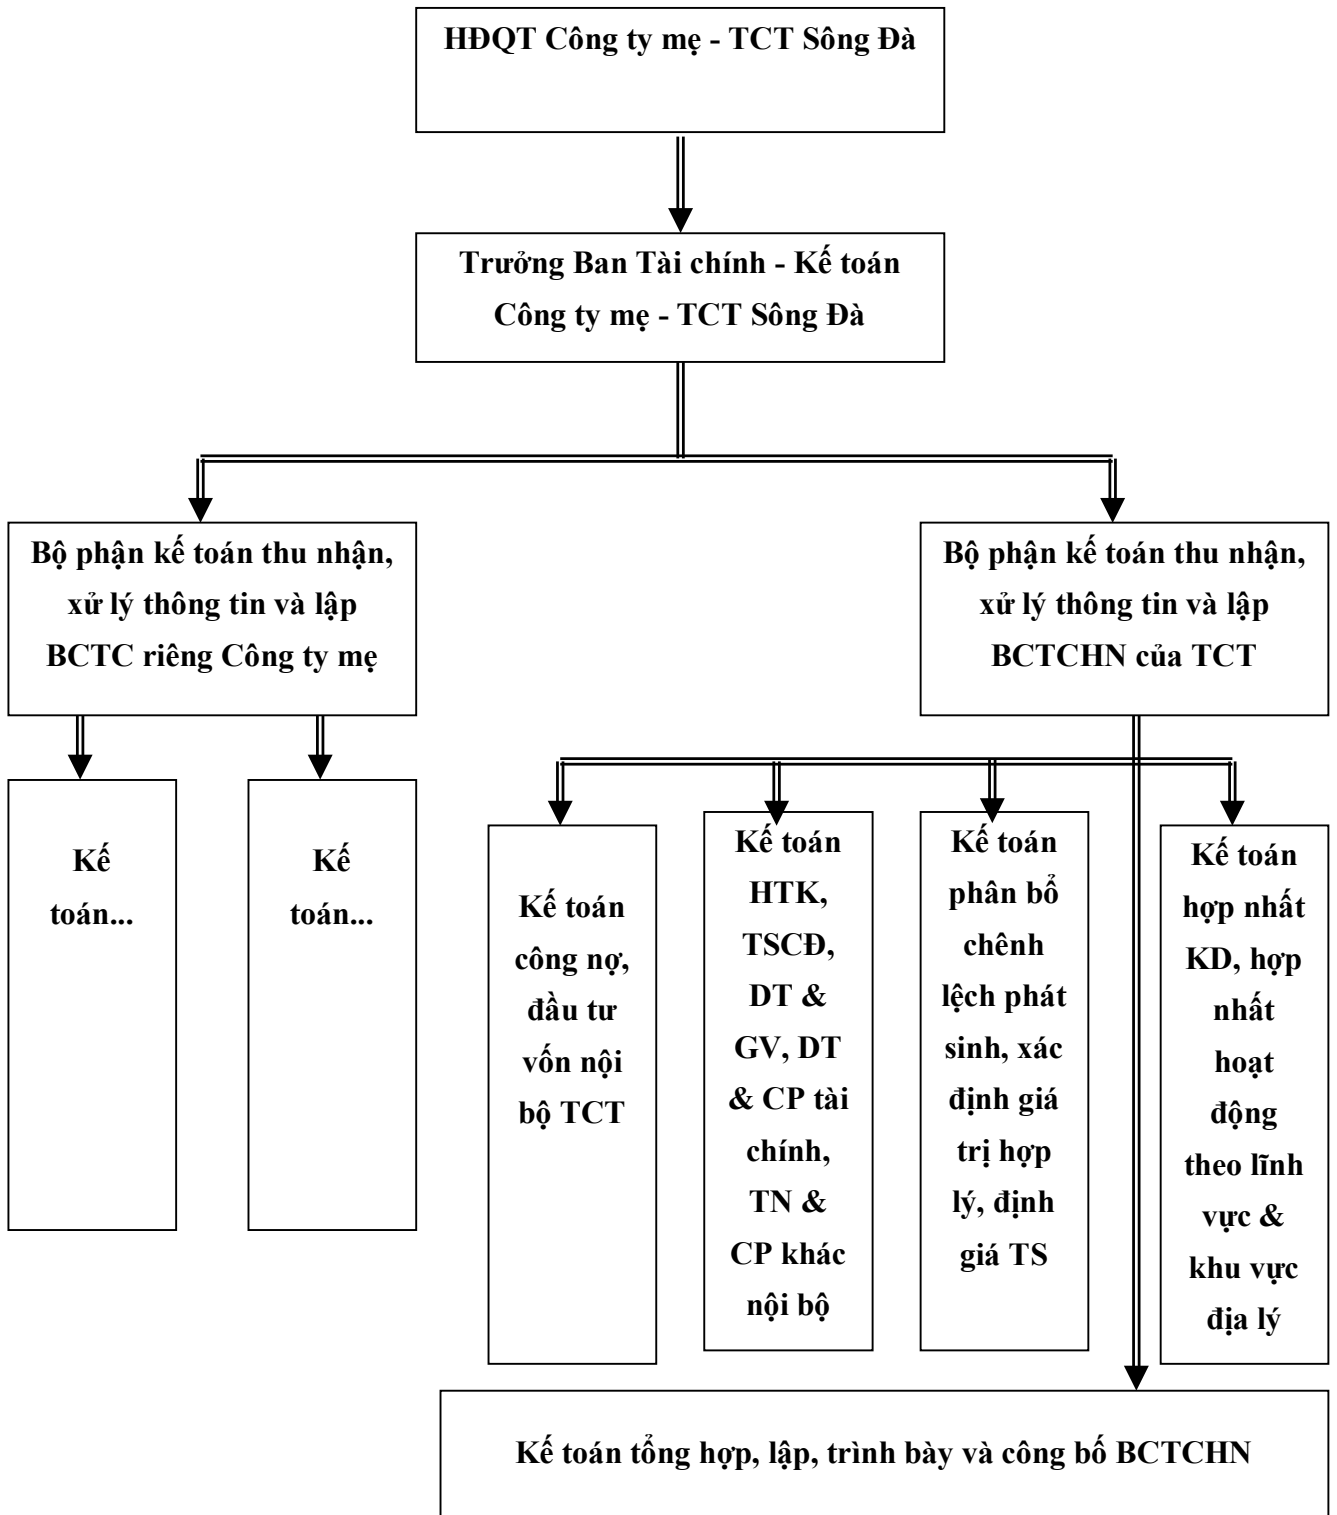 HĐQT Công ty mẹ - TCT Sông Đà
Trưởng Ban Tài chính - Kế toán
Công ty mẹ - TCT Sông Đà
Bộ phận kế toán thu nhận,
xử lý thông tin và lập
BCTC riêng Công ty mẹ
Bộ phận kế toán thu nhận,
xử lý thông tin và lập
BCTCHN của TCT
Kế
toán...
Kế
toán...
Kế toán
công nợ,
đầu tư
vốn nội
bộ TCT
Kế toán
HTK,
TSCĐ,
DT &
GV, DT
& CP tài
chính,
TN &
CP khác
nội bộ
Kế toán
phân bổ
chênh
lệch phát
sinh, xác
định giá
trị hợp
lý, định
giá TS
Kế toán
hợp nhất
KD, hợp
nhất
hoạt
động
theo lĩnh
vực &
khu vực
địa lý
Kế toán tổng hợp, lập, trình bày và công bố BCTCHN